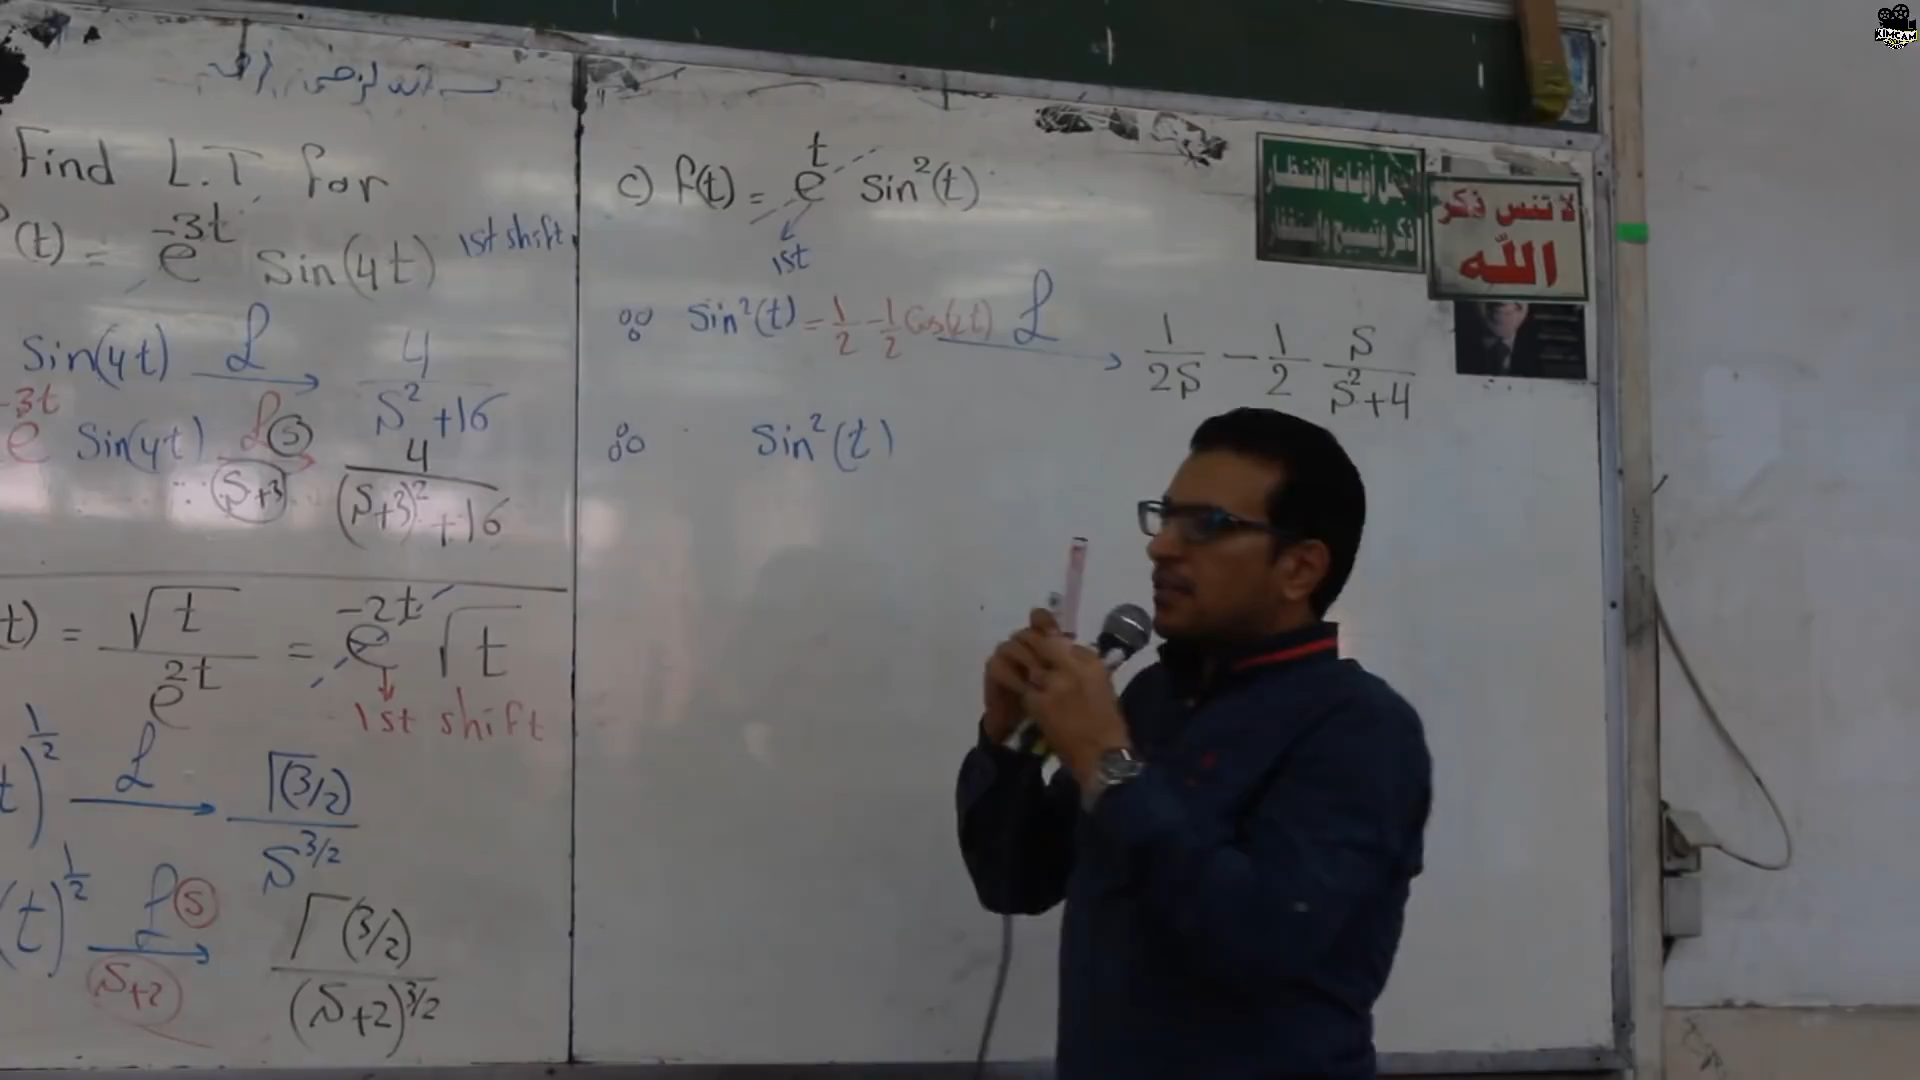 Find L.T. for
(t) = e^{-3t} Sin(4t) 1st shift
Sin(4t) ℒ→ 4/(S²+16)
e^{-3t} Sin(4t) ℒ S→S+3 4/((S+3)²+16)
t) = √t/e^{2t} = e^{-2t} √t
1st shift
t)^{1/2} ℒ→ Γ(3/2)/S^{3/2}
(t)^{1/2} ℒ S→S+2 Γ(3/2)/(S+2)^{3/2}
c) f(t) = e^t Sin²(t)
1st
∵ Sin²(t) = 1/2 - 1/2 Cos(2t) ℒ→ 1/2S - 1/2 S/(S²+4)
∴ Sin²(t)
لا تنس ذكر
الله
KIMCAM